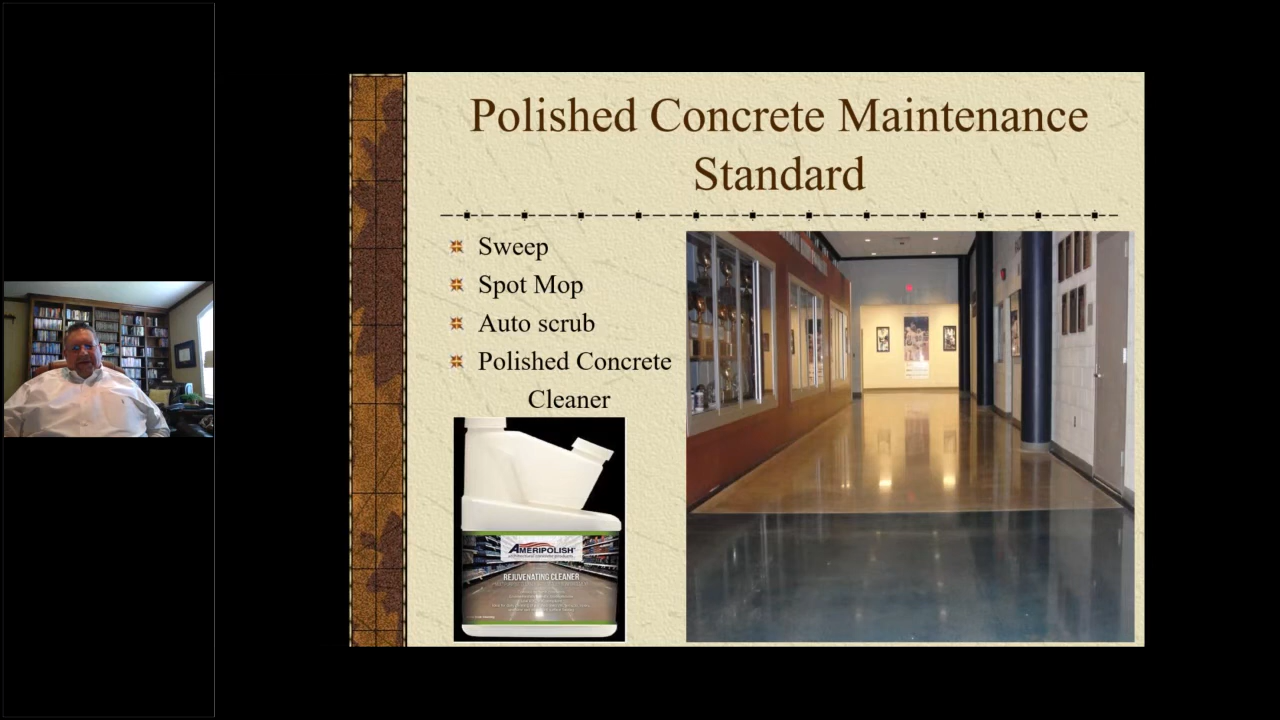 Polished Concrete Maintenance
Standard
Sweep
Spot Mop
Auto scrub
Polished Concrete
Cleaner
AMERIPOLISH
REJUVENATING CLEANER